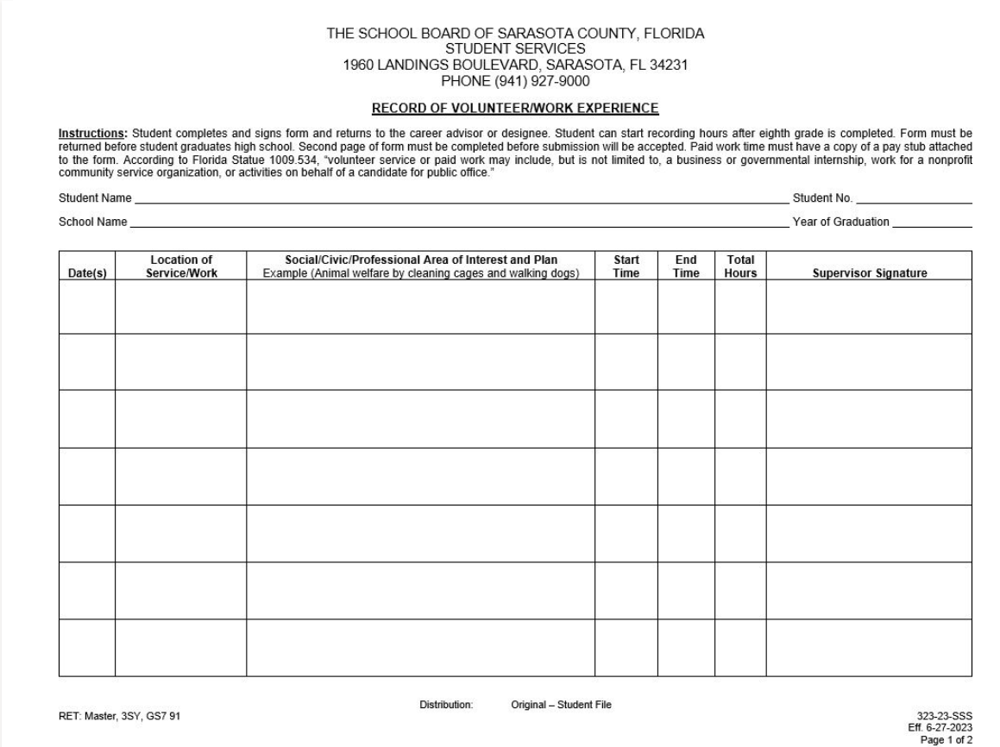 THE SCHOOL BOARD OF SARASOTA COUNTY, FLORIDA
STUDENT SERVICES
1960 LANDINGS BOULEVARD, SARASOTA, FL 34231
PHONE (941) 927-9000
RECORD OF VOLUNTEER/WORK EXPERIENCE
Instructions: Student completes and signs form and returns to the career advisor or designee. Student can start recording hours after eighth grade is completed. Form must be
returned before student graduates high school. Second page of form must be completed before submission will be accepted. Paid work time must have a copy of a pay stub attached
to the form. According to Florida Statue 1009.534, “volunteer service or paid work may include, but is not limited to, a business or governmental internship, work for a nonprofit
community service organization, or activities on behalf of a candidate for public office.”
Student Name Student No.
School Name Year of Graduation
Date(s)
Location of
Service/Work
Social/Civic/Professional Area of Interest and Plan
Example (Animal welfare by cleaning cages and walking dogs)
Start
Time
End
Time
Total
Hours
Supervisor Signature
Distribution: Original – Student File
RET: Master, 3SY, GS7 91
323-23-SSS
Eff. 6-27-2023
Page 1 of 2